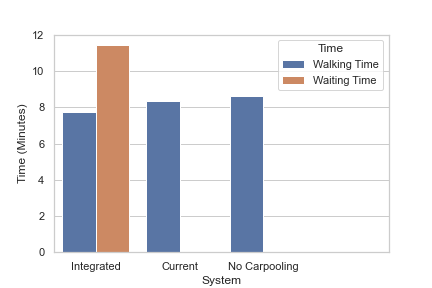 12
10
8
6
4
2
0
Time (Minutes)
Time
Walking Time
Waiting Time
Integrated
Current
No Carpooling
System